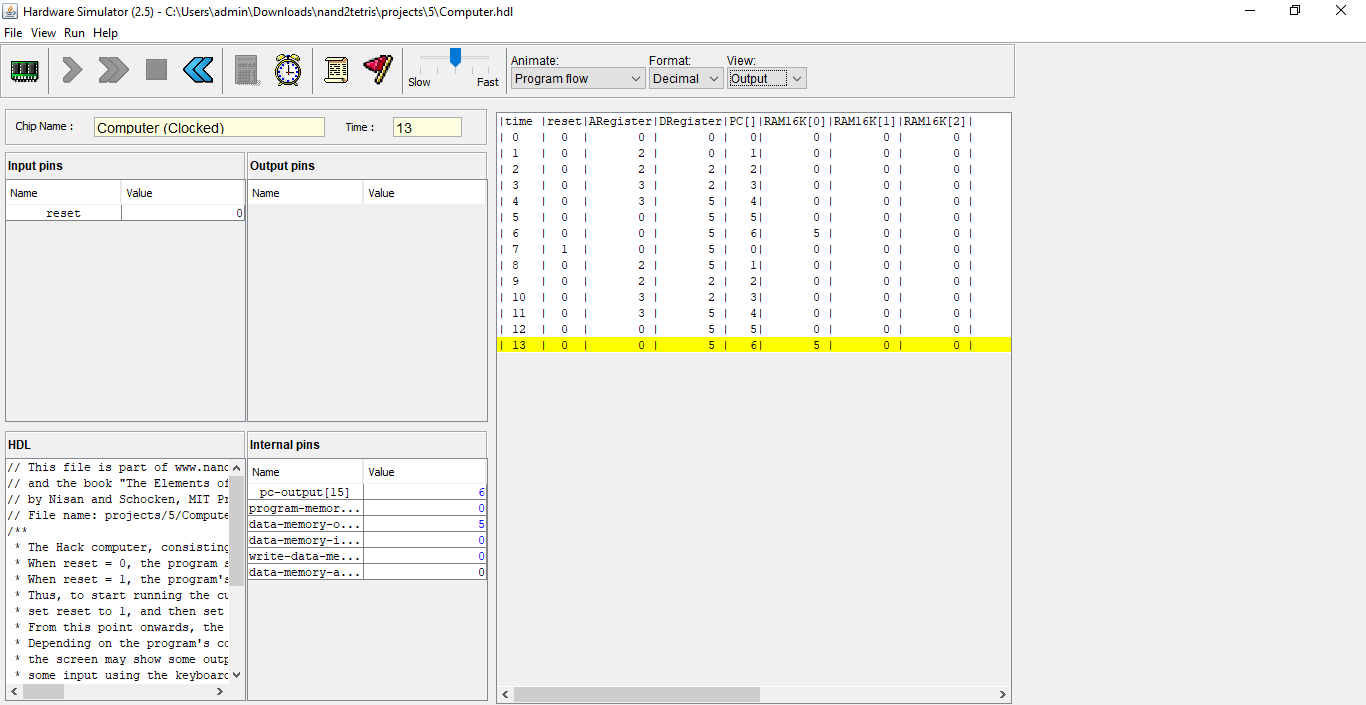 Hardware Simulator (2.5) - C:\Users\admin\Downloads\nand2tetris\projects\5\Computer.hdl
File View Run Help
Slow Fast
Animate: Format: View:
Program flow Decimal Output
Chip Name : Computer (Clocked) Time : 13
Input pins
Name Value
reset 0
Output pins
Name Value
HDL
// This file is part of www.nand
// and the book "The Elements of
// by Nisan and Schocken, MIT Pr
// File name: projects/5/Compute
/**
* The Hack computer, consisting
* When reset = 0, the program s
* When reset = 1, the program's
* Thus, to start running the cu
* set reset to 1, and then set
* From this point onwards, the
* Depending on the program's co
* the screen may show some outp
* some input using the keyboard
Internal pins
Name Value
pc-output[15] 6
program-memor... 0
data-memory-o... 5
data-memory-i... 0
write-data-me... 0
data-memory-a... 0
|time |reset|ARegister|DRegister|PC[]|RAM16K[0]|RAM16K[1]|RAM16K[2]|
| 0 | 0 | 0 | 0 | 0| 0 | 0 | 0 |
| 1 | 0 | 2 | 0 | 1| 0 | 0 | 0 |
| 2 | 0 | 2 | 2 | 2| 0 | 0 | 0 |
| 3 | 0 | 3 | 2 | 3| 0 | 0 | 0 |
| 4 | 0 | 3 | 5 | 4| 0 | 0 | 0 |
| 5 | 0 | 0 | 5 | 5| 0 | 0 | 0 |
| 6 | 0 | 0 | 5 | 6| 5 | 0 | 0 |
| 7 | 1 | 0 | 5 | 0| 0 | 0 | 0 |
| 8 | 0 | 2 | 5 | 1| 0 | 0 | 0 |
| 9 | 0 | 2 | 2 | 2| 0 | 0 | 0 |
| 10 | 0 | 3 | 2 | 3| 0 | 0 | 0 |
| 11 | 0 | 3 | 5 | 4| 0 | 0 | 0 |
| 12 | 0 | 0 | 5 | 5| 0 | 0 | 0 |
| 13 | 0 | 0 | 5 | 6| 5 | 0 | 0 |